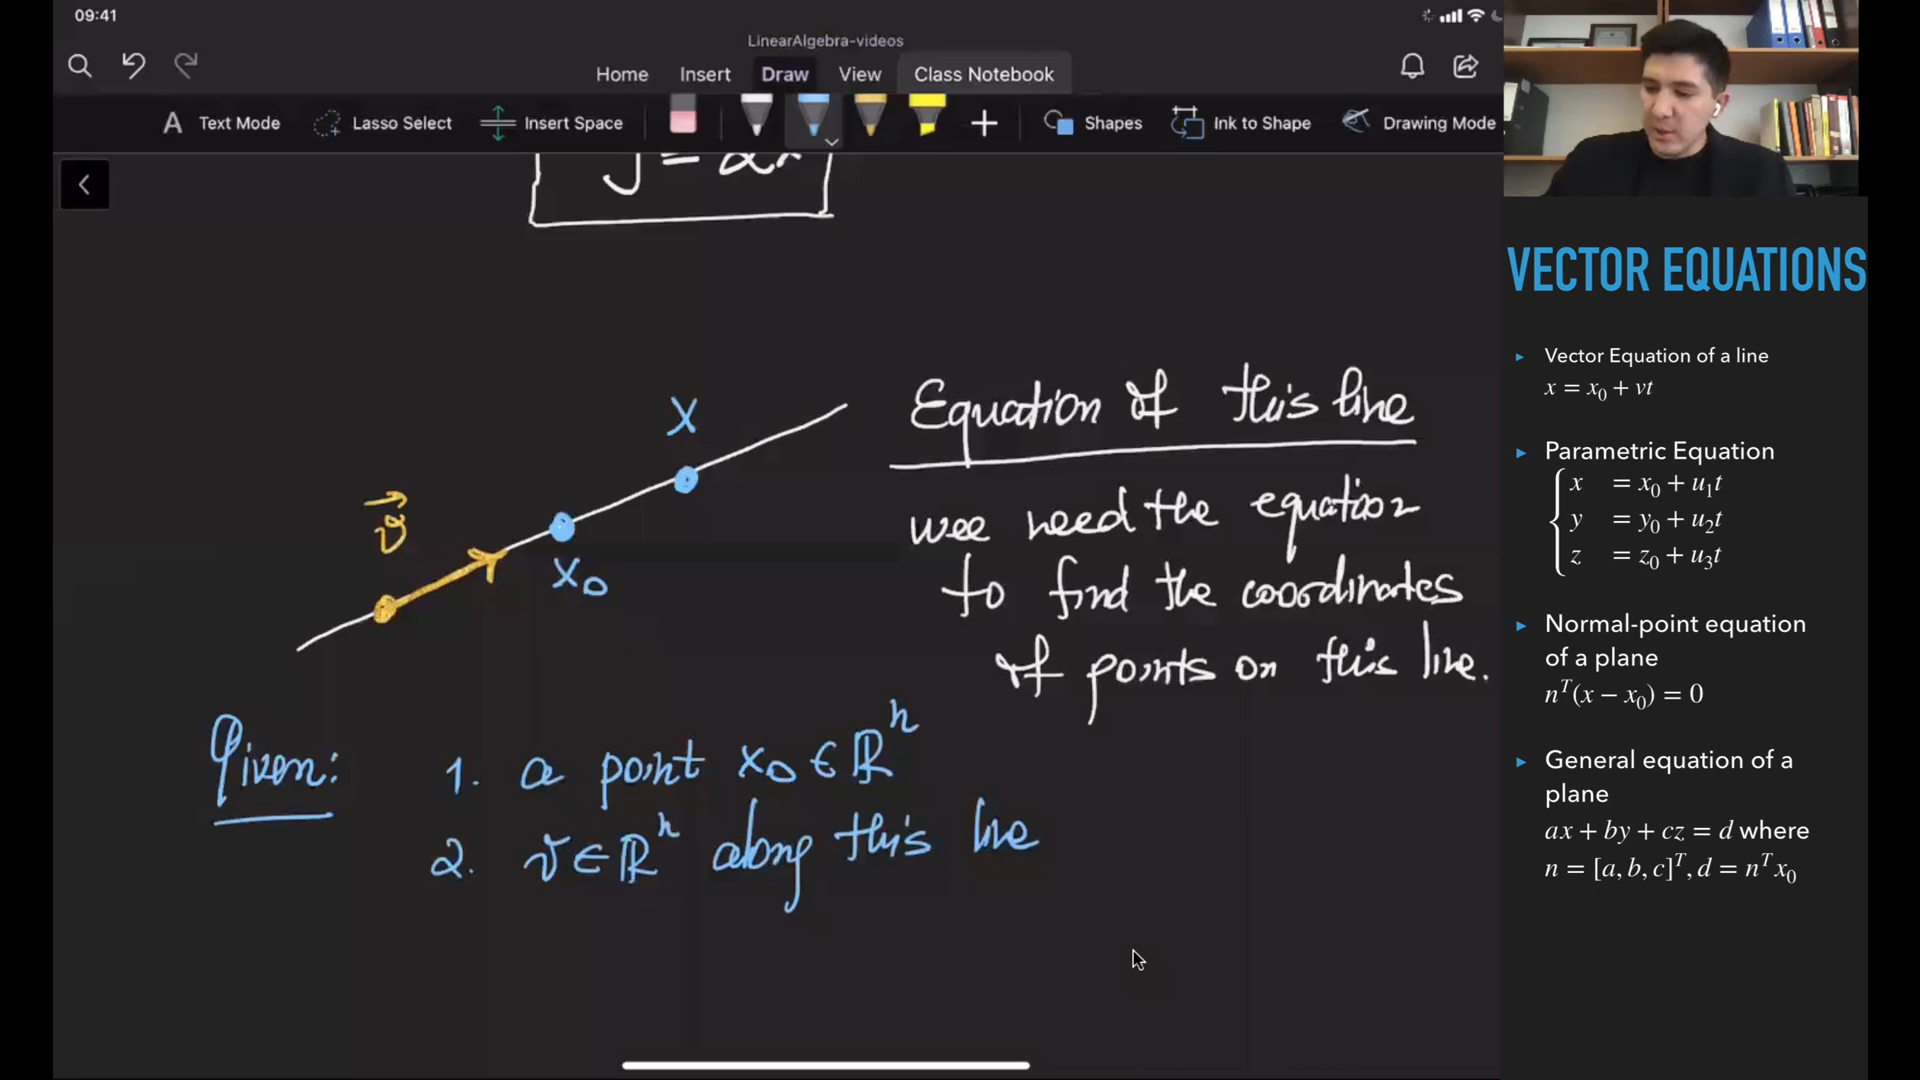 09:41
LinearAlgebra-videos
Home Insert Draw View Class Notebook
Text Mode Lasso Select Insert Space Shapes Ink to Shape Drawing Mode
y = αx
Equation of this line
wee need the equation
to find the coordinates
of points on this line.
X
v⃗
x₀
Given:
1. a point x₀ ∈ ℝⁿ
2. v ∈ ℝⁿ along this line
VECTOR EQUATIONS
▸ Vector Equation of a line
x = x₀ + vt
▸ Parametric Equation
x = x₀ + u₁t
y = y₀ + u₂t
z = z₀ + u₃t
▸ Normal-point equation
of a plane
nᵀ(x − x₀) = 0
▸ General equation of a
plane
ax + by + cz = d where
n = [a, b, c]ᵀ, d = nᵀx₀